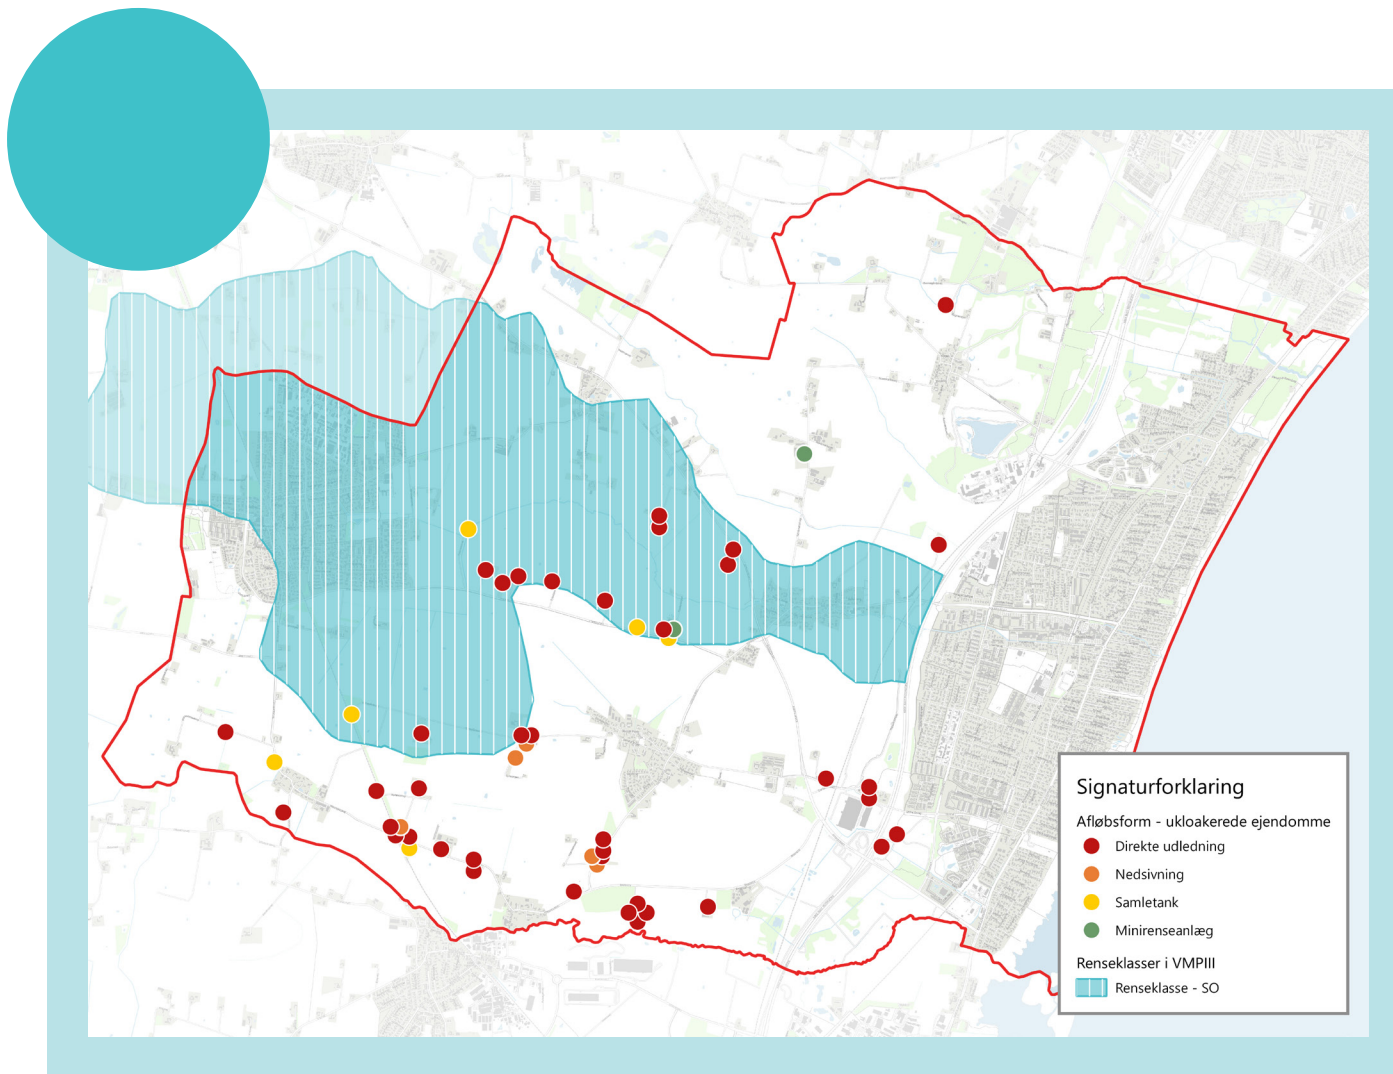 Signaturforklaring
Afløbsform - ukloakerede ejendomme
Direkte udledning
Nedsivning
Samletank
Minirenseanlæg
Renseklasser i VMPIII
Renseklasse - SO